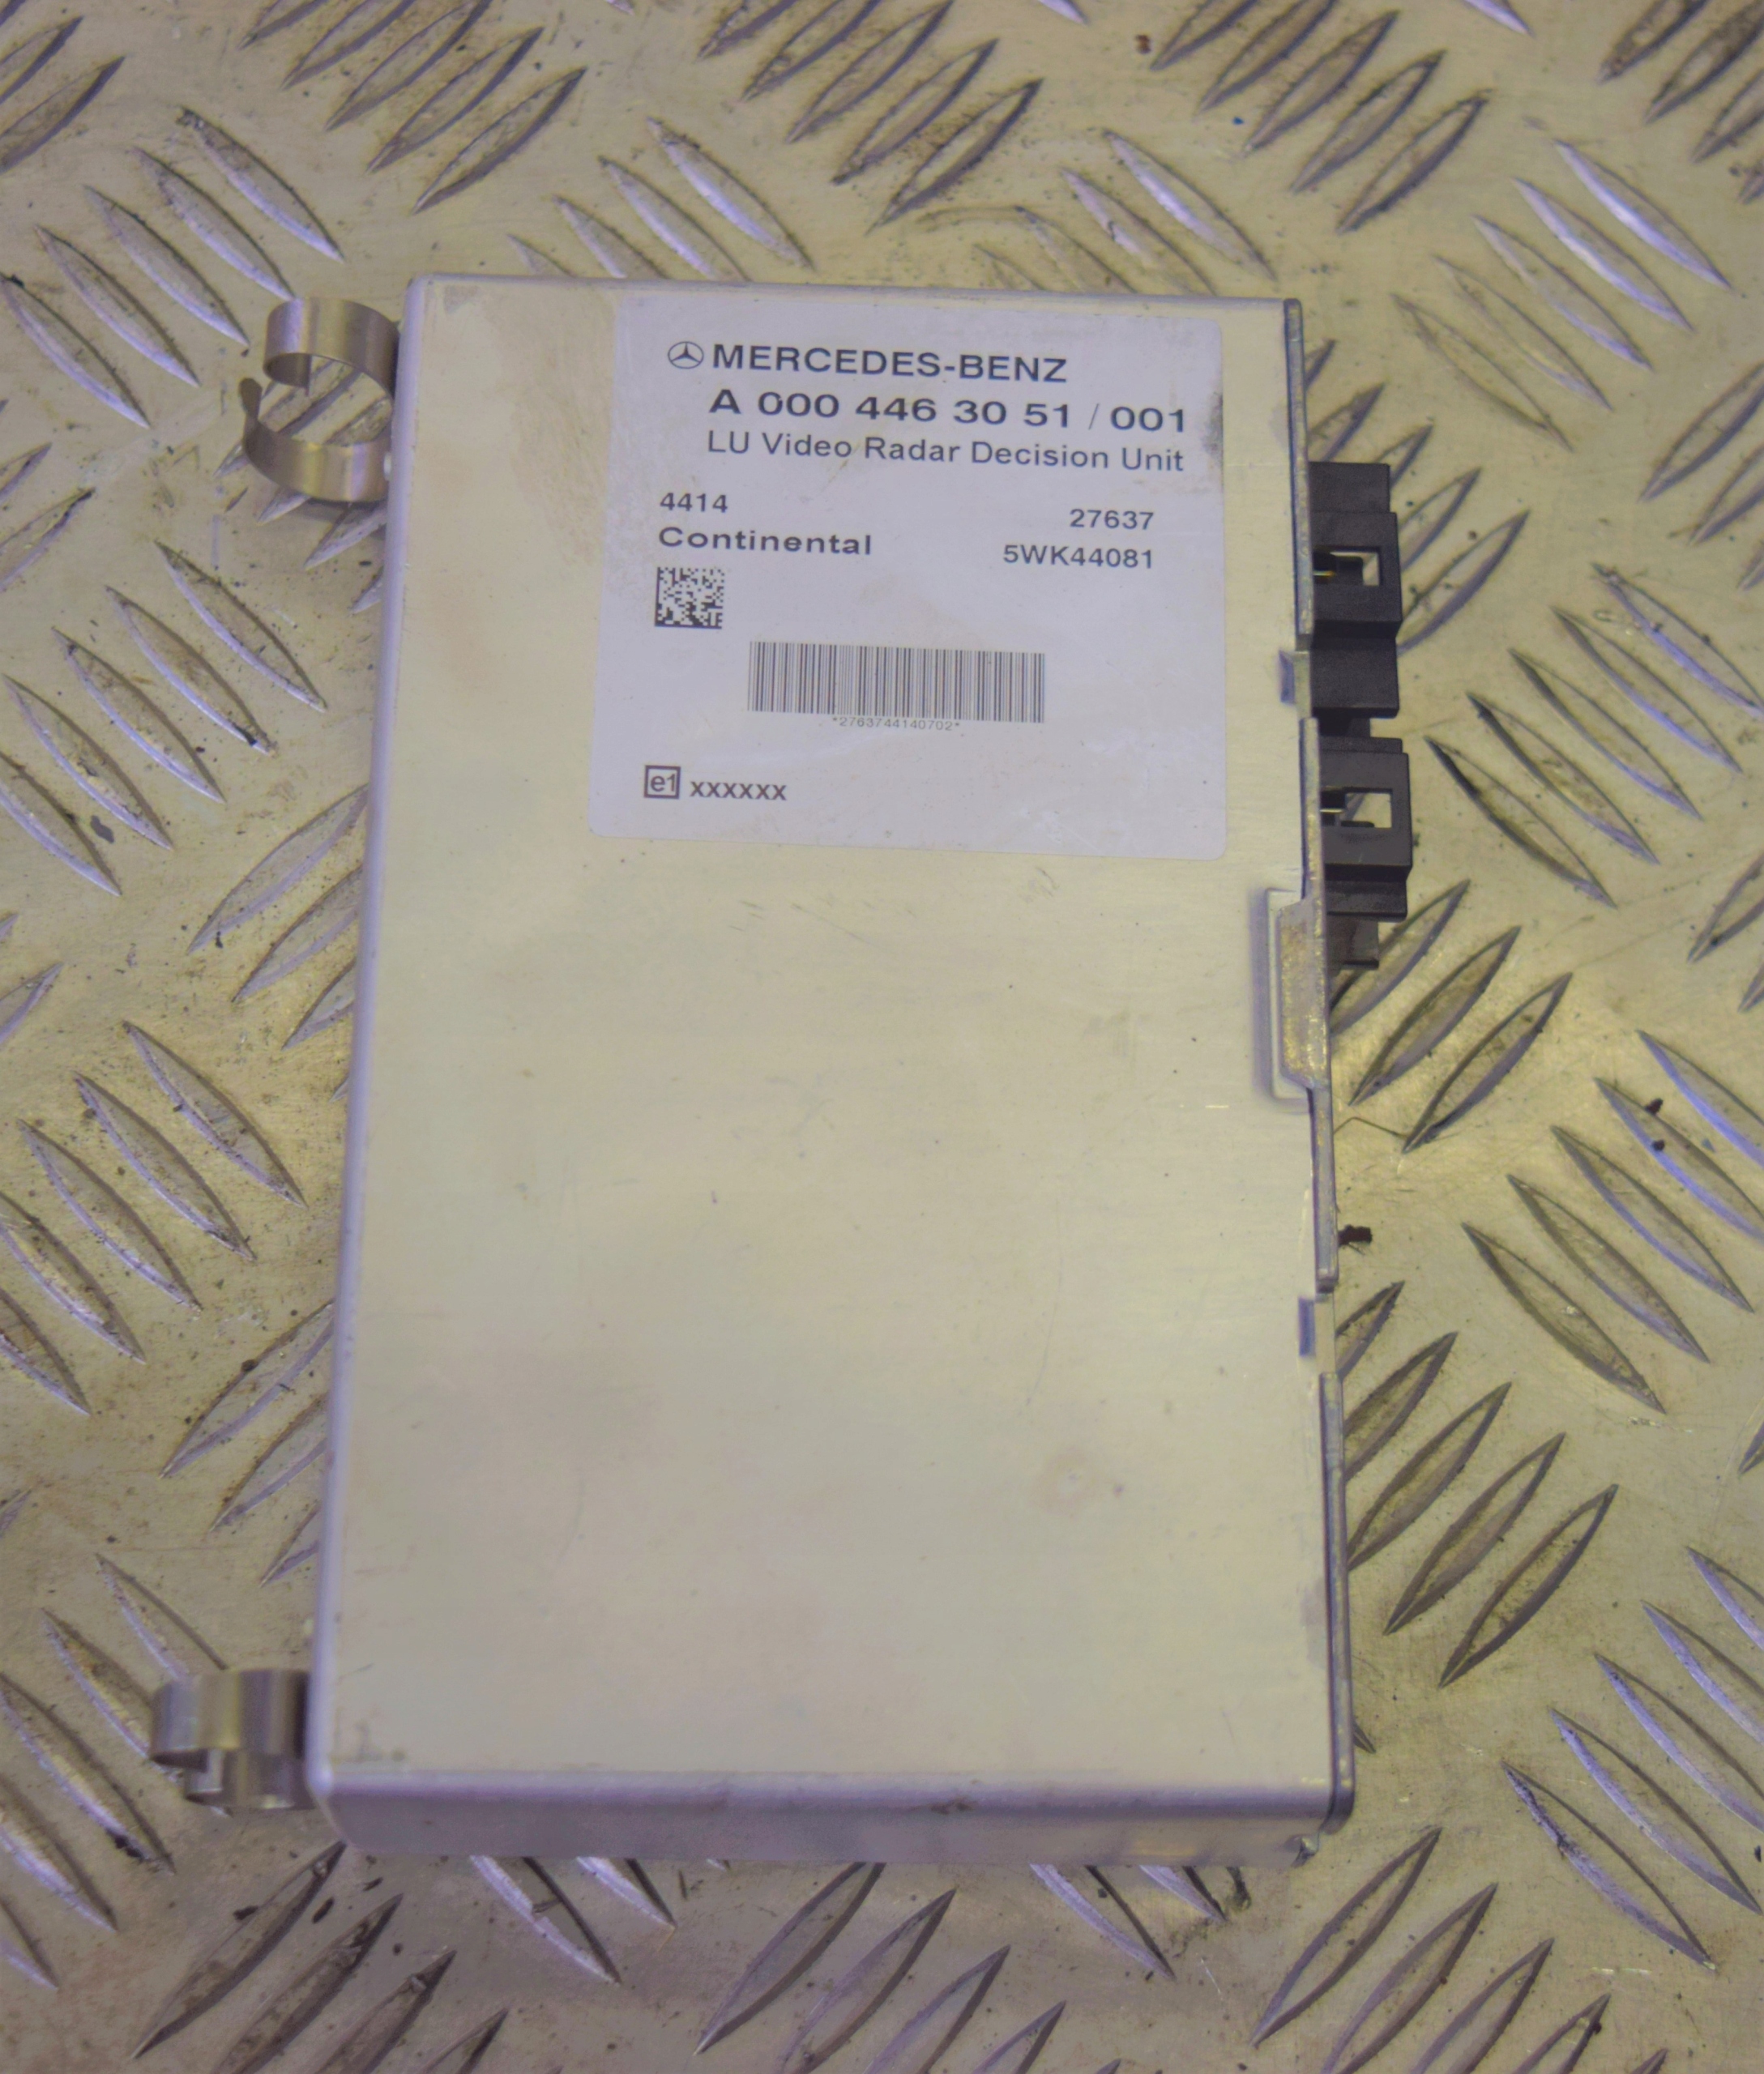 MERCEDES-BENZ
A 000 446 30 51 / 001
LU Video Radar Decision Unit
4414 27637
Continental 5WK44081
*2763744140702*
e1 xxxxxx